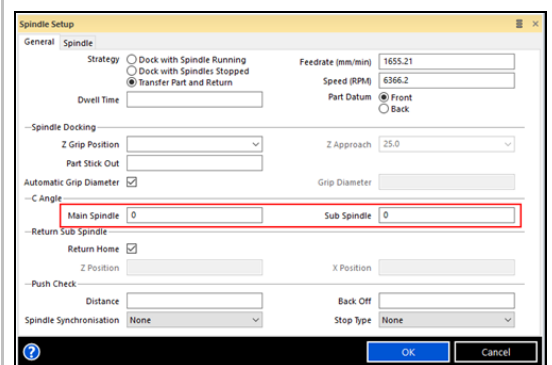 Spindle Setup
General Spindle
Strategy Dock with Spindle Running Feedrate (mm/min) 1655.21
Dock with Spindles Stopped
Transfer Part and Return Speed (RPM) 6366.2
Dwell Time Part Datum Front
Back
Spindle Docking
Z Grip Position Z Approach 25.0
Part Stick Out
Automatic Grip Diameter Grip Diameter
C Angle
Main Spindle 0 Sub Spindle 0
Return Sub Spindle
Return Home
Z Position X Position
Push Check
Distance Back Off
Spindle Synchronisation None Stop Type None
? OK Cancel